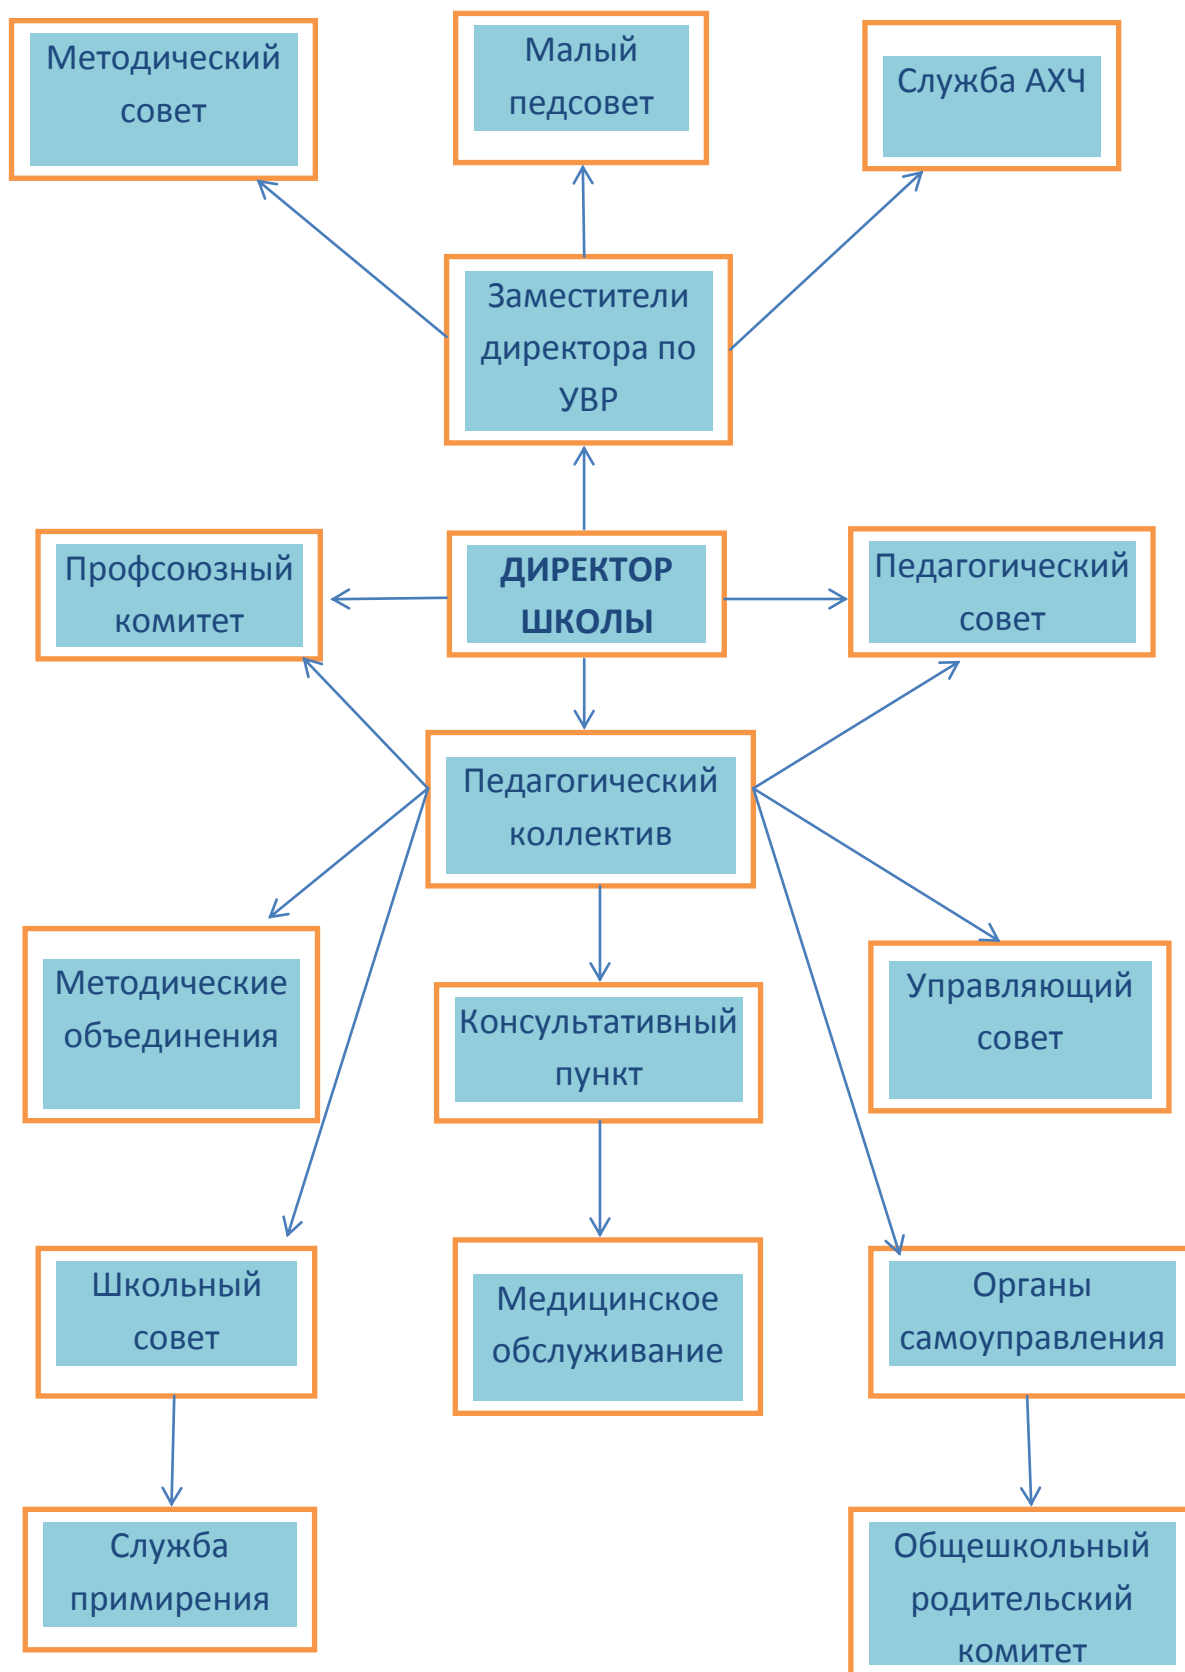 Методический
совет
Малый
педсовет
Служба АХЧ
Заместители
директора по
УВР
Профсоюзный
комитет
ДИРЕКТОР
ШКОЛЫ
Педагогический
совет
Педагогический
коллектив
Методические
объединения
Консультативный
пункт
Управляющий
совет
Школьный
совет
Медицинское
обслуживание
Органы
самоуправления
Служба
примирения
Общешкольный
родительский
комитет